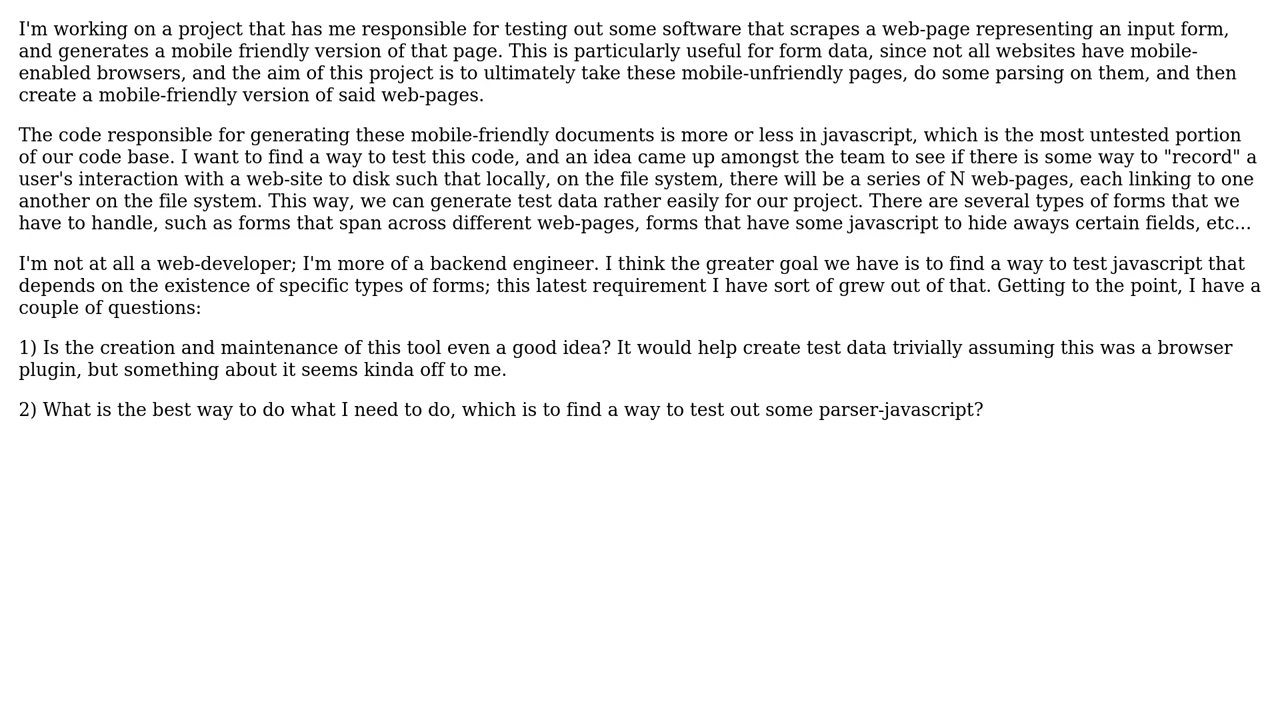 I'm working on a project that has me responsible for testing out some software that scrapes a web-page representing an input form,
and generates a mobile friendly version of that page. This is particularly useful for form data, since not all websites have mobile-
enabled browsers, and the aim of this project is to ultimately take these mobile-unfriendly pages, do some parsing on them, and then
create a mobile-friendly version of said web-pages.
The code responsible for generating these mobile-friendly documents is more or less in javascript, which is the most untested portion
of our code base. I want to find a way to test this code, and an idea came up amongst the team to see if there is some way to "record" a
user's interaction with a web-site to disk such that locally, on the file system, there will be a series of N web-pages, each linking to one
another on the file system. This way, we can generate test data rather easily for our project. There are several types of forms that we
have to handle, such as forms that span across different web-pages, forms that have some javascript to hide aways certain fields, etc...
I'm not at all a web-developer; I'm more of a backend engineer. I think the greater goal we have is to find a way to test javascript that
depends on the existence of specific types of forms; this latest requirement I have sort of grew out of that. Getting to the point, I have a
couple of questions:
1) Is the creation and maintenance of this tool even a good idea? It would help create test data trivially assuming this was a browser
plugin, but something about it seems kinda off to me.
2) What is the best way to do what I need to do, which is to find a way to test out some parser-javascript?